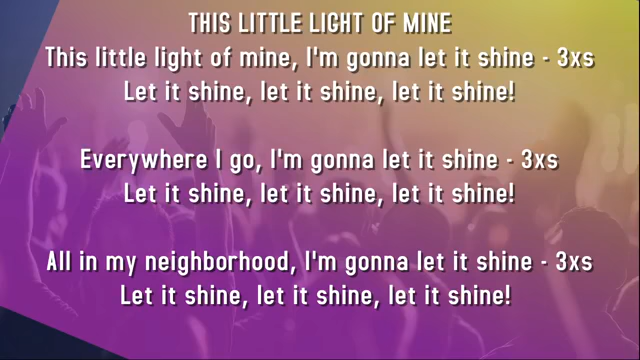 THIS LITTLE LIGHT OF MINE
This little light of mine, I'm gonna let it shine - 3xs
Let it shine, let it shine, let it shine!
Everywhere I go, I'm gonna let it shine - 3xs
Let it shine, let it shine, let it shine!
All in my neighborhood, I'm gonna let it shine - 3xs
Let it shine, let it shine, let it shine!